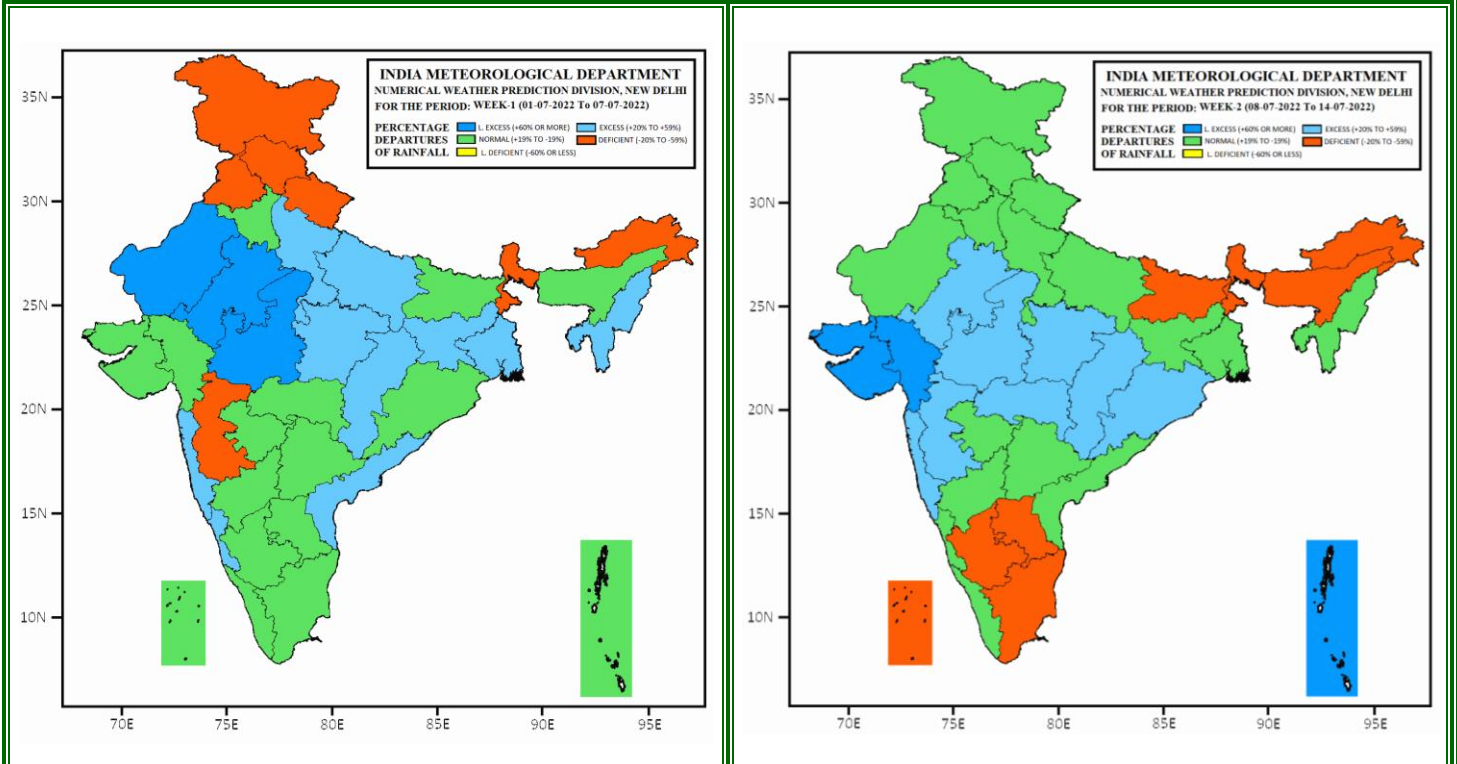 INDIA METEOROLOGICAL DEPARTMENT
NUMERICAL WEATHER PREDICTION DIVISION, NEW DELHI
FOR THE PERIOD: WEEK-1 (01-07-2022 To 07-07-2022)
PERCENTAGE L. EXCESS (+60% OR MORE) EXCESS (+20% TO +59%)
DEPARTURES NORMAL (+19% TO -19%) DEFICIENT (-20% TO -59%)
OF RAINFALL L. DEFICIENT (-60% OR LESS)
35N
30N
25N
20N
15N
10N
70E 75E 80E 85E 90E 95E
INDIA METEOROLOGICAL DEPARTMENT
NUMERICAL WEATHER PREDICTION DIVISION, NEW DELHI
FOR THE PERIOD: WEEK-2 (08-07-2022 To 14-07-2022)
PERCENTAGE L. EXCESS (+60% OR MORE) EXCESS (+20% TO +59%)
DEPARTURES NORMAL (+19% TO -19%) DEFICIENT (-20% TO -59%)
OF RAINFALL L. DEFICIENT (-60% OR LESS)
35N
30N
25N
20N
15N
10N
70E 75E 80E 85E 90E 95E